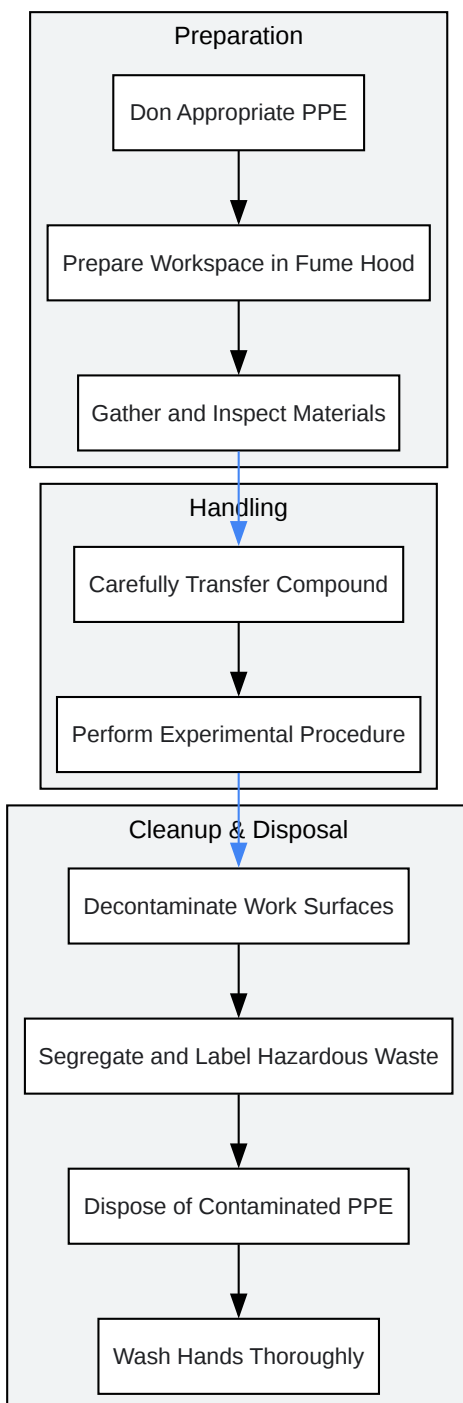 Preparation
Don Appropriate PPE
Prepare Workspace in Fume Hood
Gather and Inspect Materials
Handling
Carefully Transfer Compound
Perform Experimental Procedure
Cleanup & Disposal
Decontaminate Work Surfaces
Segregate and Label Hazardous Waste
Dispose of Contaminated PPE
Wash Hands Thoroughly